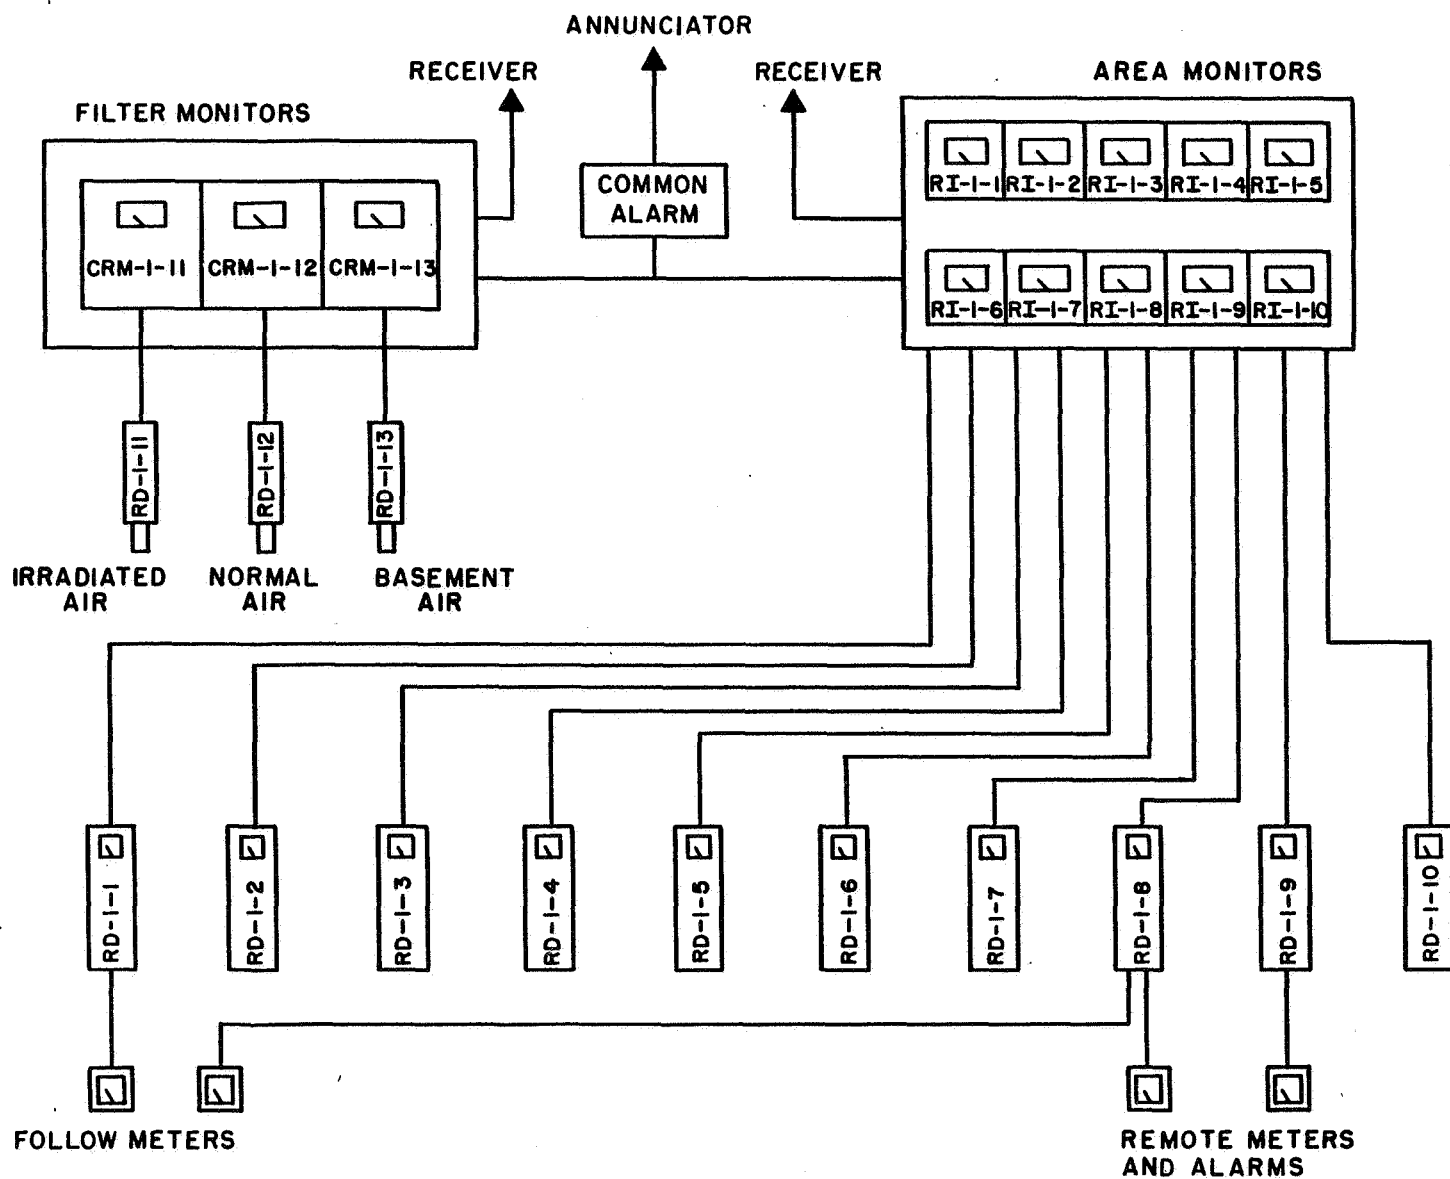 ANNUNCIATOR
RECEIVER
RECEIVER
AREA MONITORS
FILTER MONITORS
COMMON
ALARM
RI-1-1
RI-1-2
RI-1-3
RI-1-4
RI-1-5
CRM-1-11
CRM-1-12
CRM-1-13
RI-1-6
RI-1-7
RI-1-8
RI-1-9
RI-1-10
RD-1-11
RD-1-12
RD-1-13
IRRADIATED
AIR
NORMAL
AIR
BASEMENT
AIR
RD-1-1
RD-1-2
RD-1-3
RD-1-4
RD-1-5
RD-1-6
RD-1-7
RD-1-8
RD-1-9
RD-1-10
FOLLOW METERS
REMOTE METERS
AND ALARMS